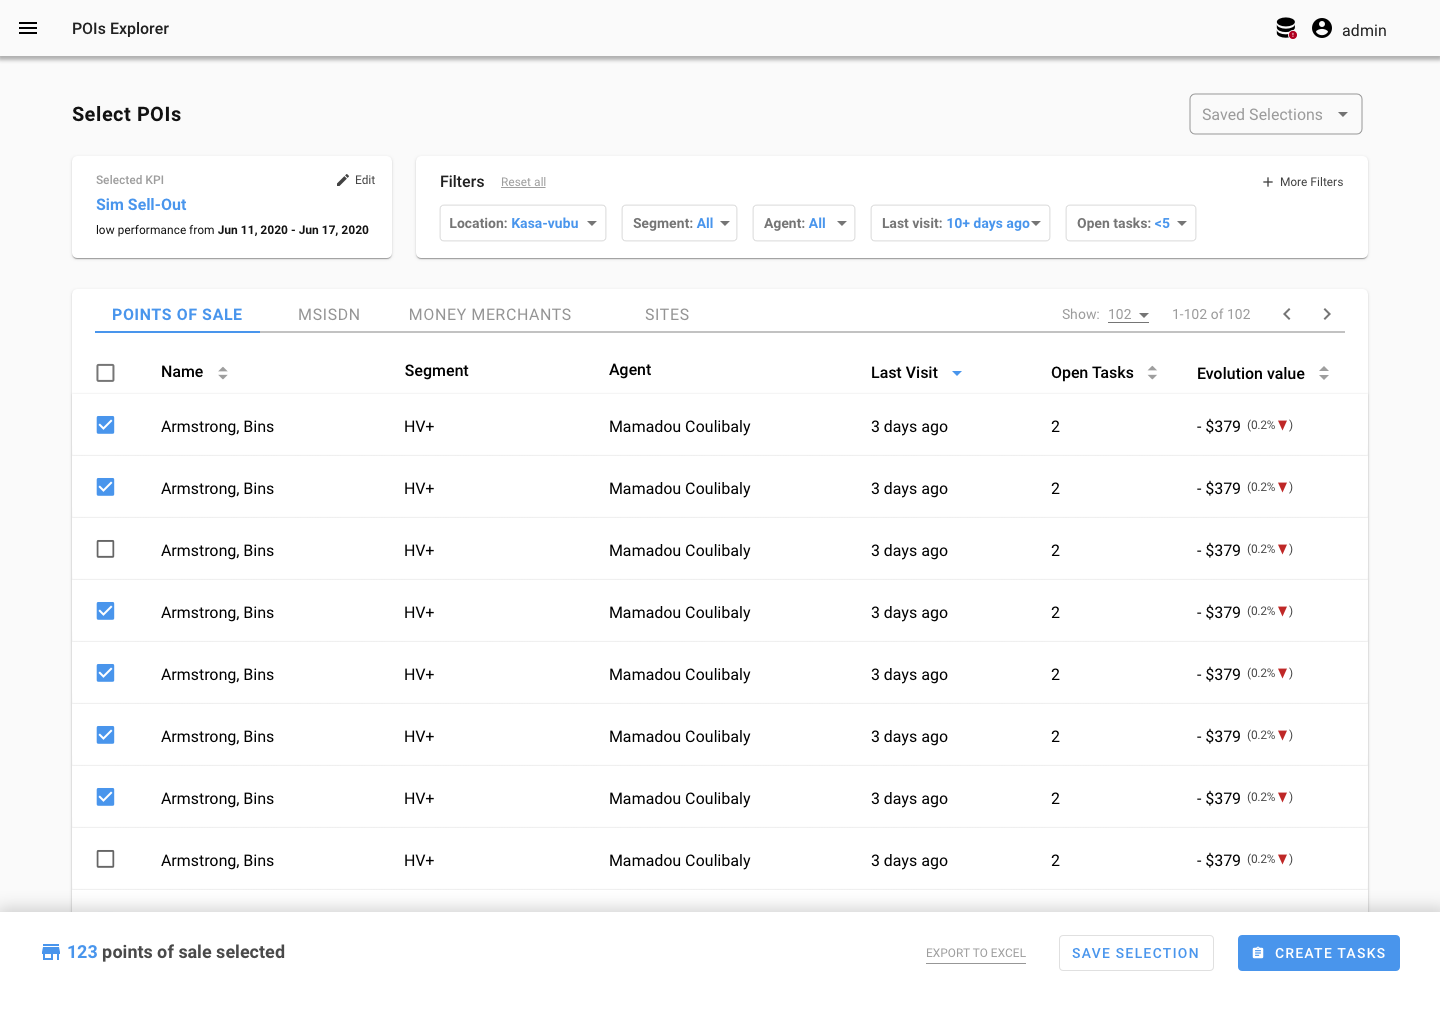 POIs Explorer
admin
Select POIs
Saved Selections
Selected KPI
Edit
Sim Sell-Out
low performance from Jun 11, 2020 - Jun 17, 2020
Filters Reset all
More Filters
Location: Kasa-vubu Segment: All Agent: All Last visit: 10+ days ago Open tasks: <5
POINTS OF SALE MSISDN MONEY MERCHANTS SITES Show: 102 1-102 of 102
Name Segment Agent Last Visit Open Tasks Evolution value
Armstrong, Bins HV+ Mamadou Coulibaly 3 days ago 2 - $379 (0.2%▼)
Armstrong, Bins HV+ Mamadou Coulibaly 3 days ago 2 - $379 (0.2%▼)
Armstrong, Bins HV+ Mamadou Coulibaly 3 days ago 2 - $379 (0.2%▼)
Armstrong, Bins HV+ Mamadou Coulibaly 3 days ago 2 - $379 (0.2%▼)
Armstrong, Bins HV+ Mamadou Coulibaly 3 days ago 2 - $379 (0.2%▼)
Armstrong, Bins HV+ Mamadou Coulibaly 3 days ago 2 - $379 (0.2%▼)
Armstrong, Bins HV+ Mamadou Coulibaly 3 days ago 2 - $379 (0.2%▼)
Armstrong, Bins HV+ Mamadou Coulibaly 3 days ago 2 - $379 (0.2%▼)
123 points of sale selected
EXPORT TO EXCEL SAVE SELECTION CREATE TASKS